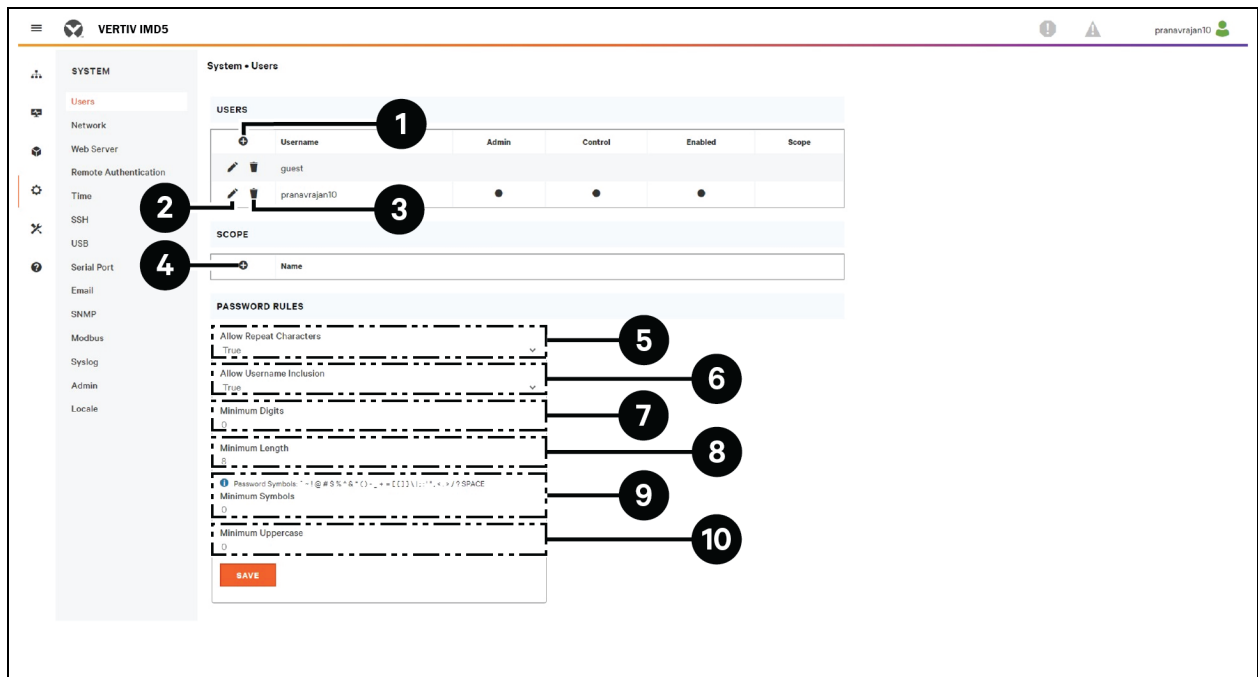 VERTIV IMD5
pranavrajan10
SYSTEM
Users
Network
Web Server
Remote Authentication
Time
SSH
USB
Serial Port
Email
SNMP
Modbus
Syslog
Admin
Locale
System • Users
USERS
Username Admin Control Enabled Scope
guest
pranavrajan10
SCOPE
Name
PASSWORD RULES
Allow Repeat Characters
True
Allow Username Inclusion
True
Minimum Digits
0
Minimum Length
8
Password Symbols: ` ~ ! @ # $ % ^ & * ( ) - _ + = [ { ] } \ | ; : ' " , < . > / ? SPACE
Minimum Symbols
0
Minimum Uppercase
0
SAVE
1
2
3
4
5
6
7
8
9
10